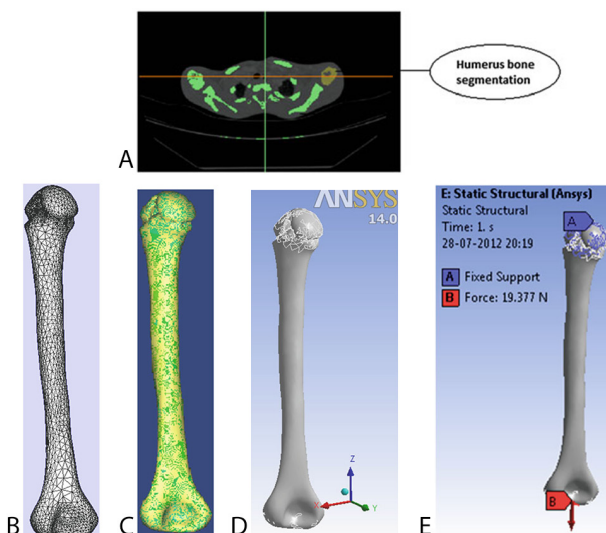 Humerus bone
segmentation
A
ANSYS
14.0
E: Static Structural (Ansys)
Static Structural
Time: 1. s
28-07-2012 20:19
A Fixed Support
B Force: 19.377 N
A
B
Z
X
Y
B
C
D
E